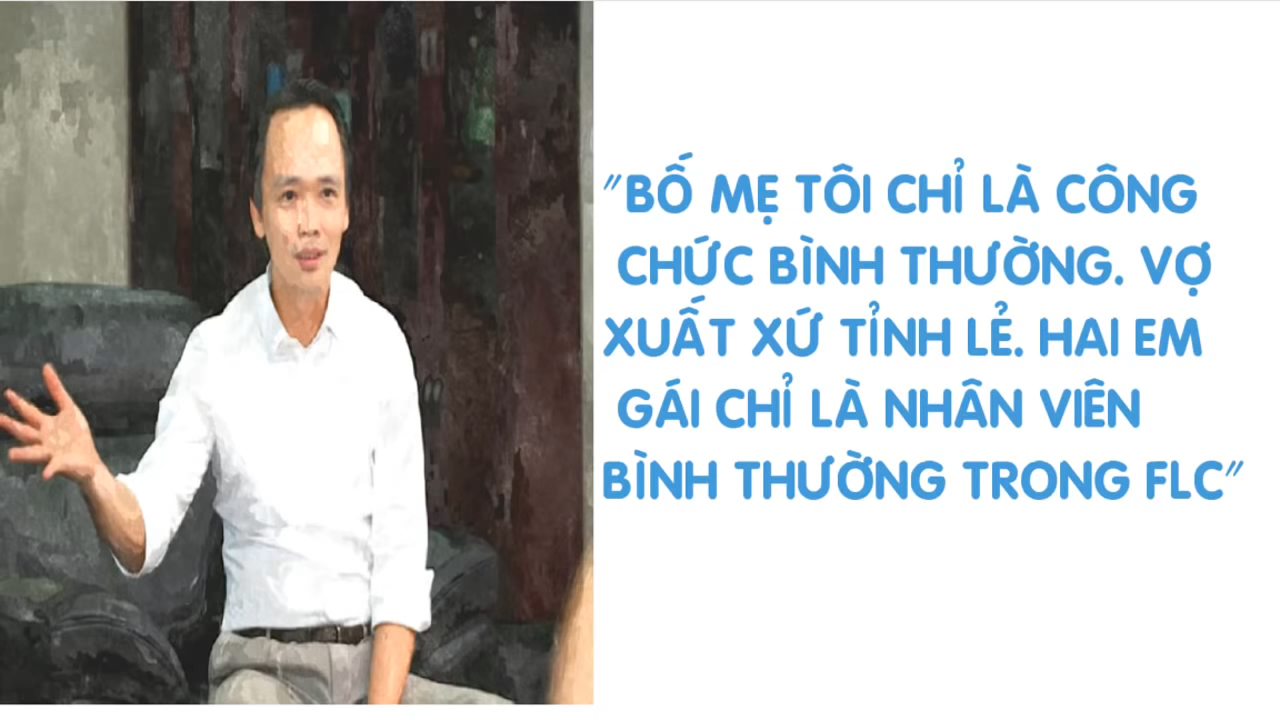 "BỐ MẸ TÔI CHỈ LÀ CÔNG
CHỨC BÌNH THƯỜNG. VỢ
XUẤT XỨ TỈNH LẺ. HAI EM
GÁI CHỈ LÀ NHÂN VIÊN
BÌNH THƯỜNG TRONG FLC"